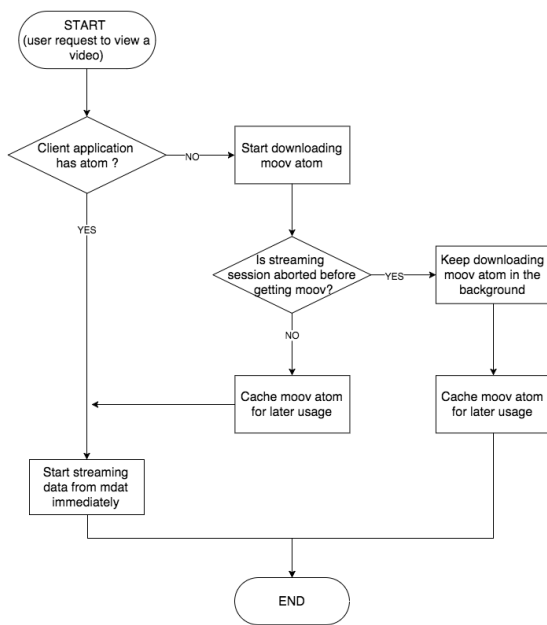 START
(user request to view a
video)
Client application
has atom ?
NO
Start downloading
moov atom
YES
Is streaming
session aborted before
getting moov?
YES
Keep downloading
moov atom in the
background
NO
Cache moov atom
for later usage
Cache moov atom
for later usage
Start streaming
data from mdat
immediately
END